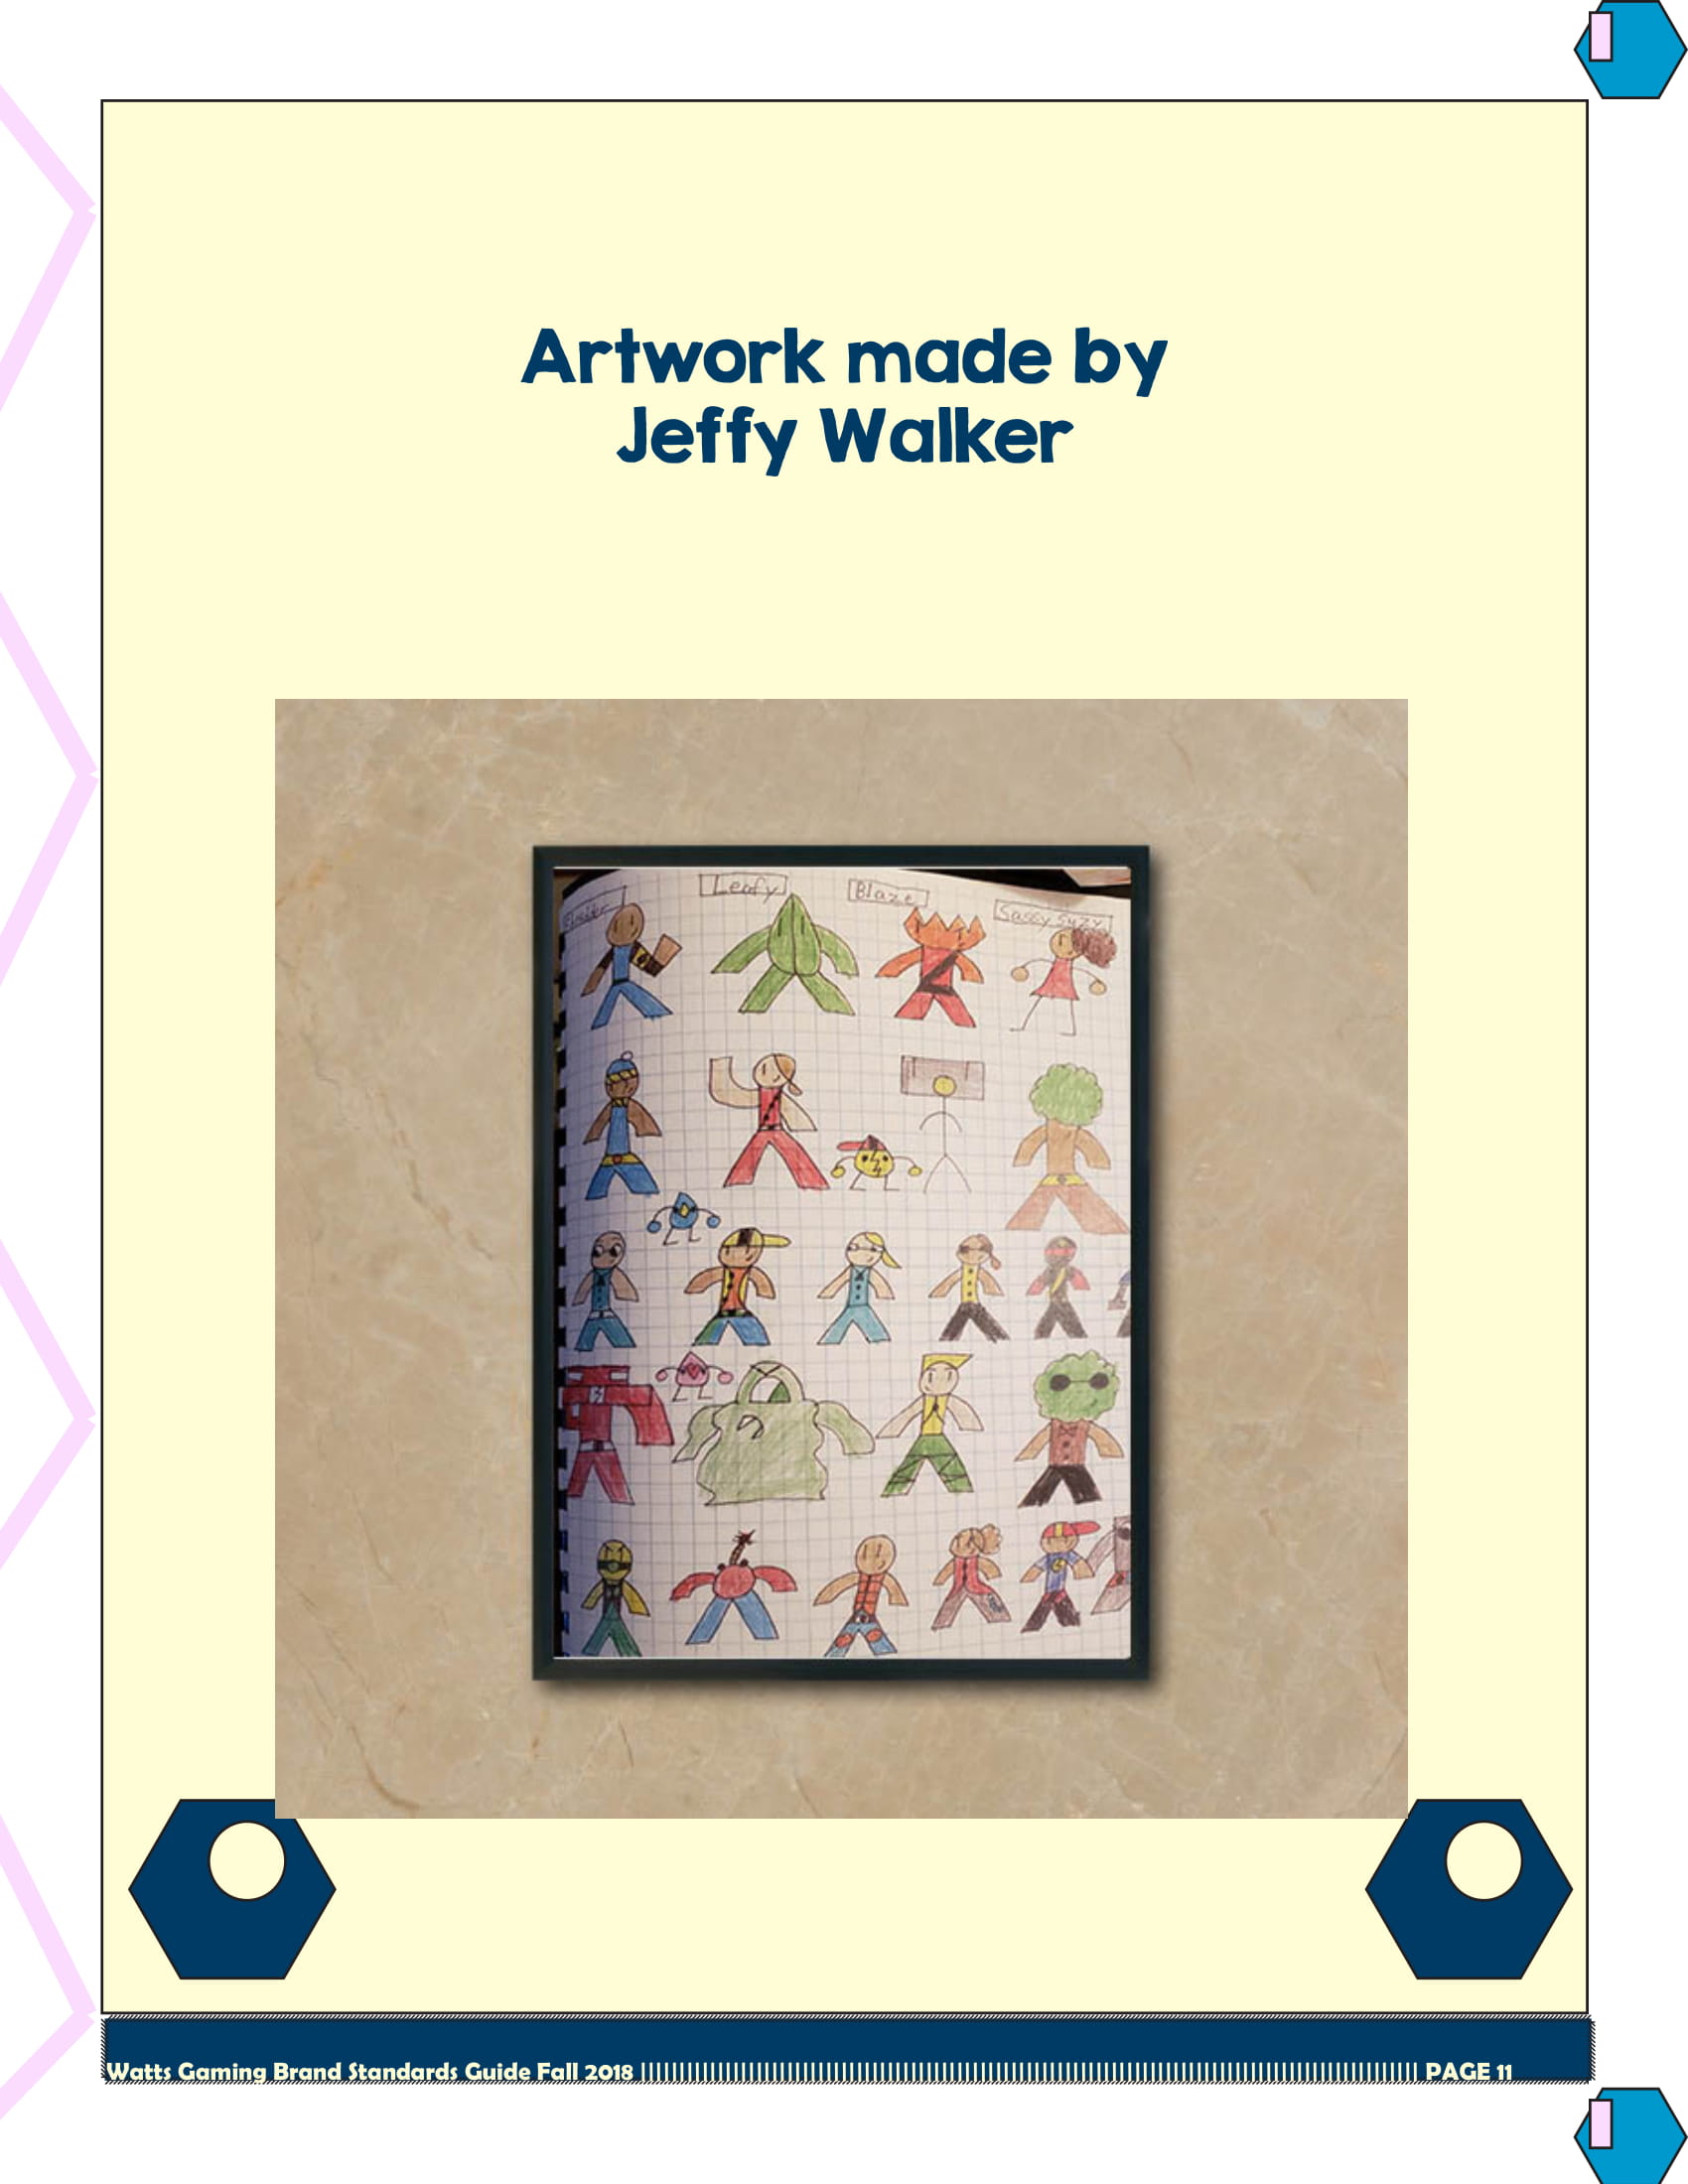 Artwork made by
Jeffy Walker
Leafy
Blaze
Sassy Suzy
Watts Gaming Brand Standards Guide Fall 2018 PAGE 11